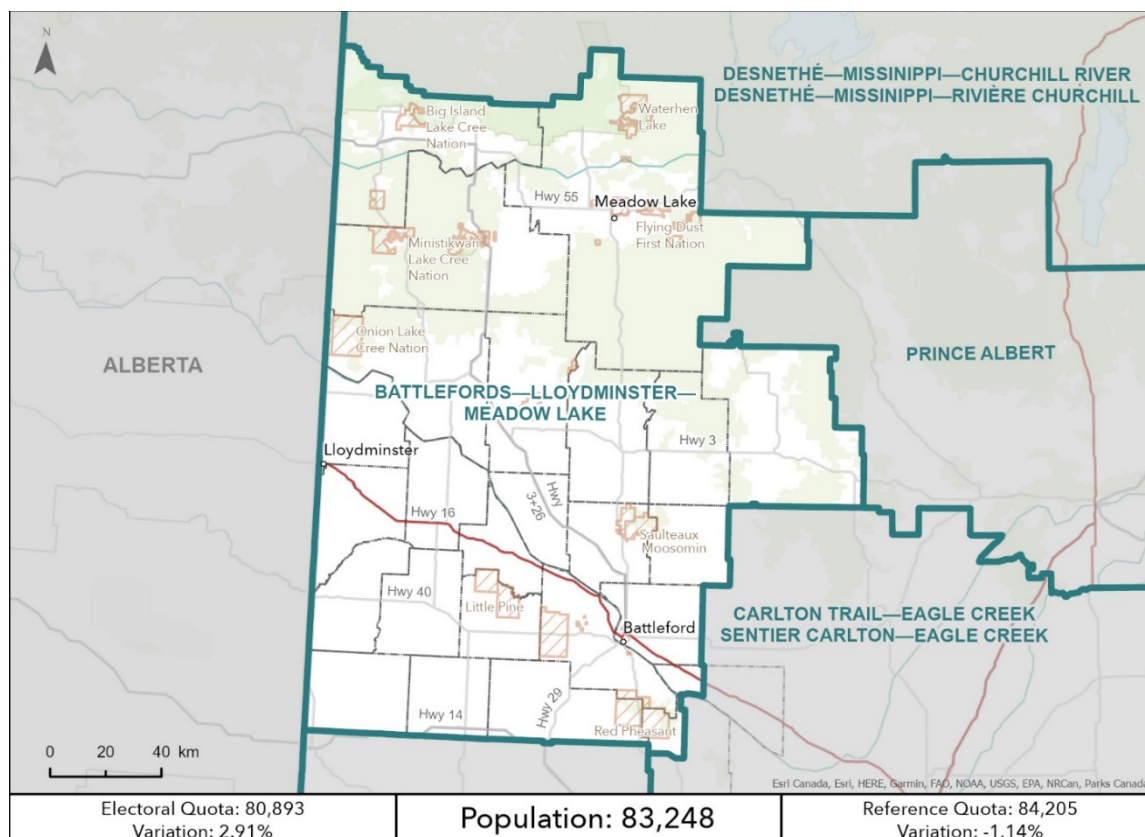 N
DESNETHÉ—MISSINIPPI—CHURCHILL RIVER
DESNETHÉ—MISSINIPPI—RIVIÈRE CHURCHILL
Big Island
Lake Cree
Nation
Waterhen
Lake
Hwy 55
Meadow Lake
Flying Dust
First Nation
Ministikwan
Lake Cree
Nation
Onion Lake
Cree Nation
ALBERTA
PRINCE ALBERT
BATTLEFORDS—LLOYDMINSTER—
MEADOW LAKE
Hwy 3
Lloydminster
Hwy
3+26
Hwy 16
Saulteaux
Moosomin
Hwy 40
Little Pine
Battleford
CARLTON TRAIL—EAGLE CREEK
SENTIER CARLTON—EAGLE CREEK
Hwy 29
Hwy 14
Red Pheasant
0 20 40 km
Esri Canada, Esri, HERE, Garmin, FAO, NOAA, USGS, EPA, NRCan, Parks Canada
Electoral Quota: 80,893
Variation: 2.91%
Population: 83,248
Reference Quota: 84,205
Variation: -1.14%